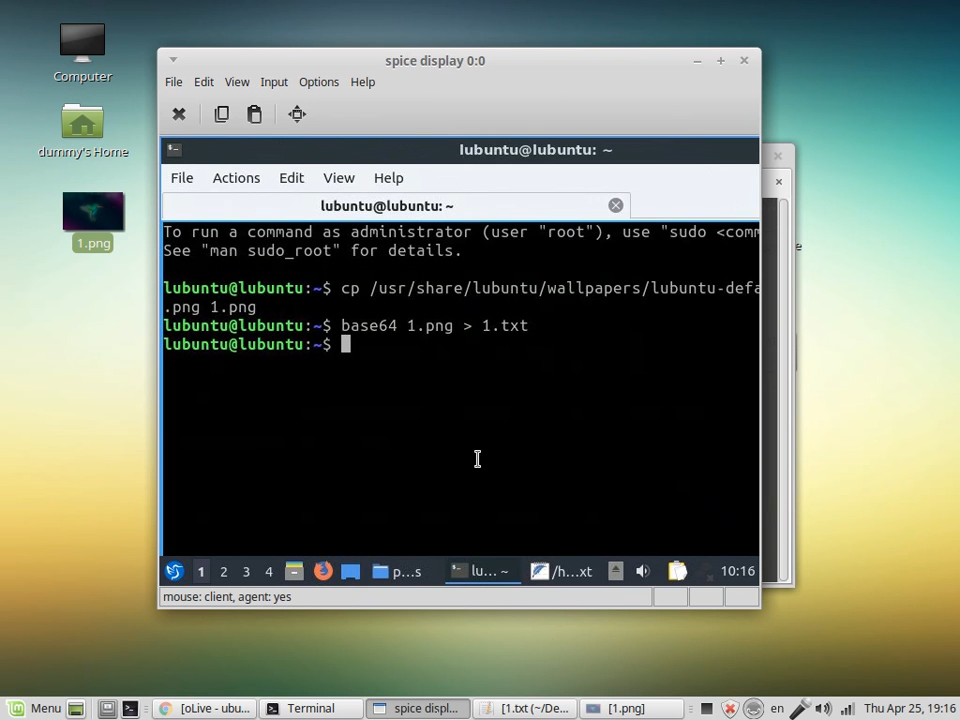 Computer
dummy's Home
1.png
spice display 0:0
File Edit View Input Options Help
lubuntu@lubuntu: ~
File Actions Edit View Help
lubuntu@lubuntu: ~
To run a command as administrator (user "root"), use "sudo <comm
See "man sudo_root" for details.
lubuntu@lubuntu:~$ cp /usr/share/lubuntu/wallpapers/lubuntu-defa
.png 1.png
lubuntu@lubuntu:~$ base64 1.png > 1.txt
lubuntu@lubuntu:~$
1 2 3 4 p...s lu... ~ /h...xt 10:16
mouse: client, agent: yes
Menu [oLive - ubu... Terminal spice displ... [1.txt (~/De... [1.png] en Thu Apr 25, 19:16